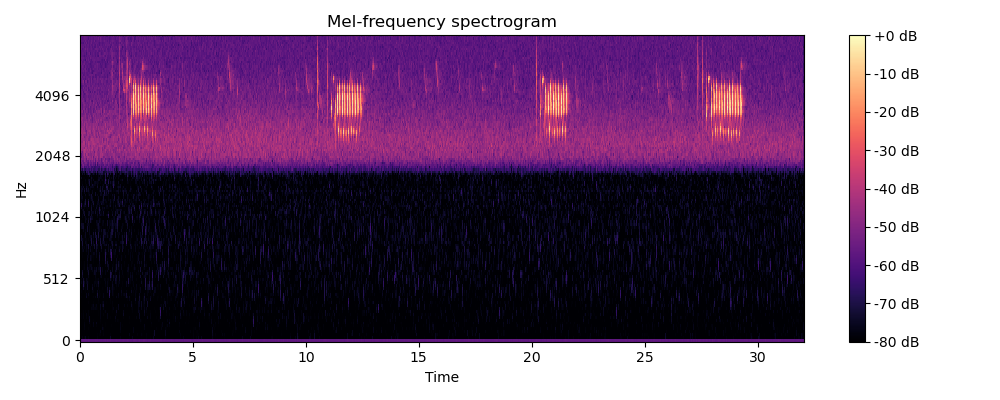 Mel-frequency spectrogram
Hz
4096
2048
1024
512
0
0 5 10 15 20 25 30
Time
+0 dB
-10 dB
-20 dB
-30 dB
-40 dB
-50 dB
-60 dB
-70 dB
-80 dB